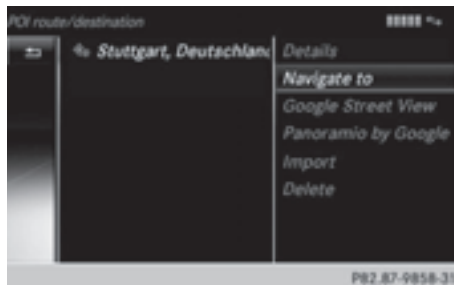 POI route/destination
Stuttgart, Deutschlanc
Details
Navigate to
Google Street View
Panoramio by Google
Import
Delete
P82.87-9858-31